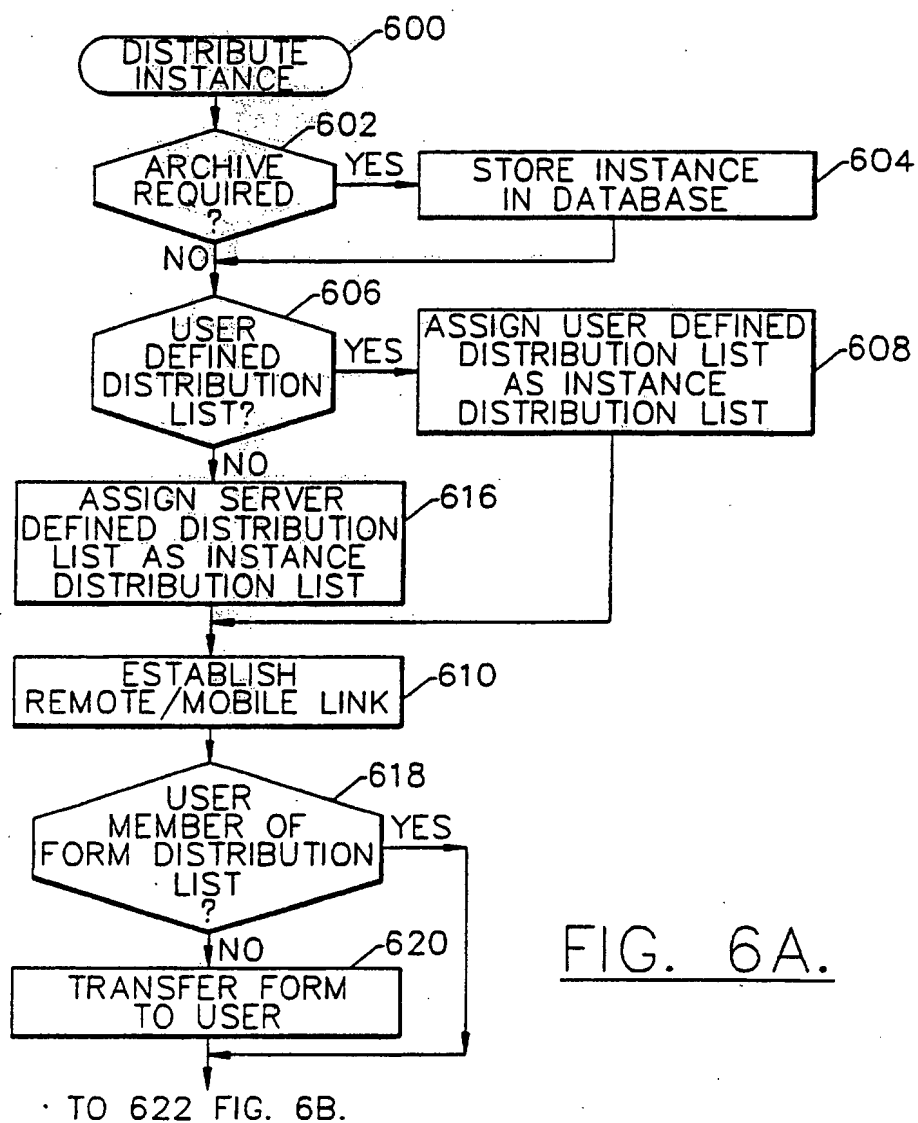 600
DISTRIBUTE
INSTANCE
602
ARCHIVE
REQUIRED
?
YES
STORE INSTANCE
IN DATABASE
604
NO
606
USER
DEFINED
DISTRIBUTION
LIST?
YES
ASSIGN USER DEFINED
DISTRIBUTION LIST
AS INSTANCE
DISTRIBUTION LIST
608
NO
ASSIGN SERVER
DEFINED DISTRIBUTION
LIST AS INSTANCE
DISTRIBUTION LIST
616
ESTABLISH
REMOTE/MOBILE LINK
610
618
USER
MEMBER OF
FORM DISTRIBUTION
LIST
?
YES
NO
620
TRANSFER FORM
TO USER
FIG. 6A.
TO 622 FIG. 6B.